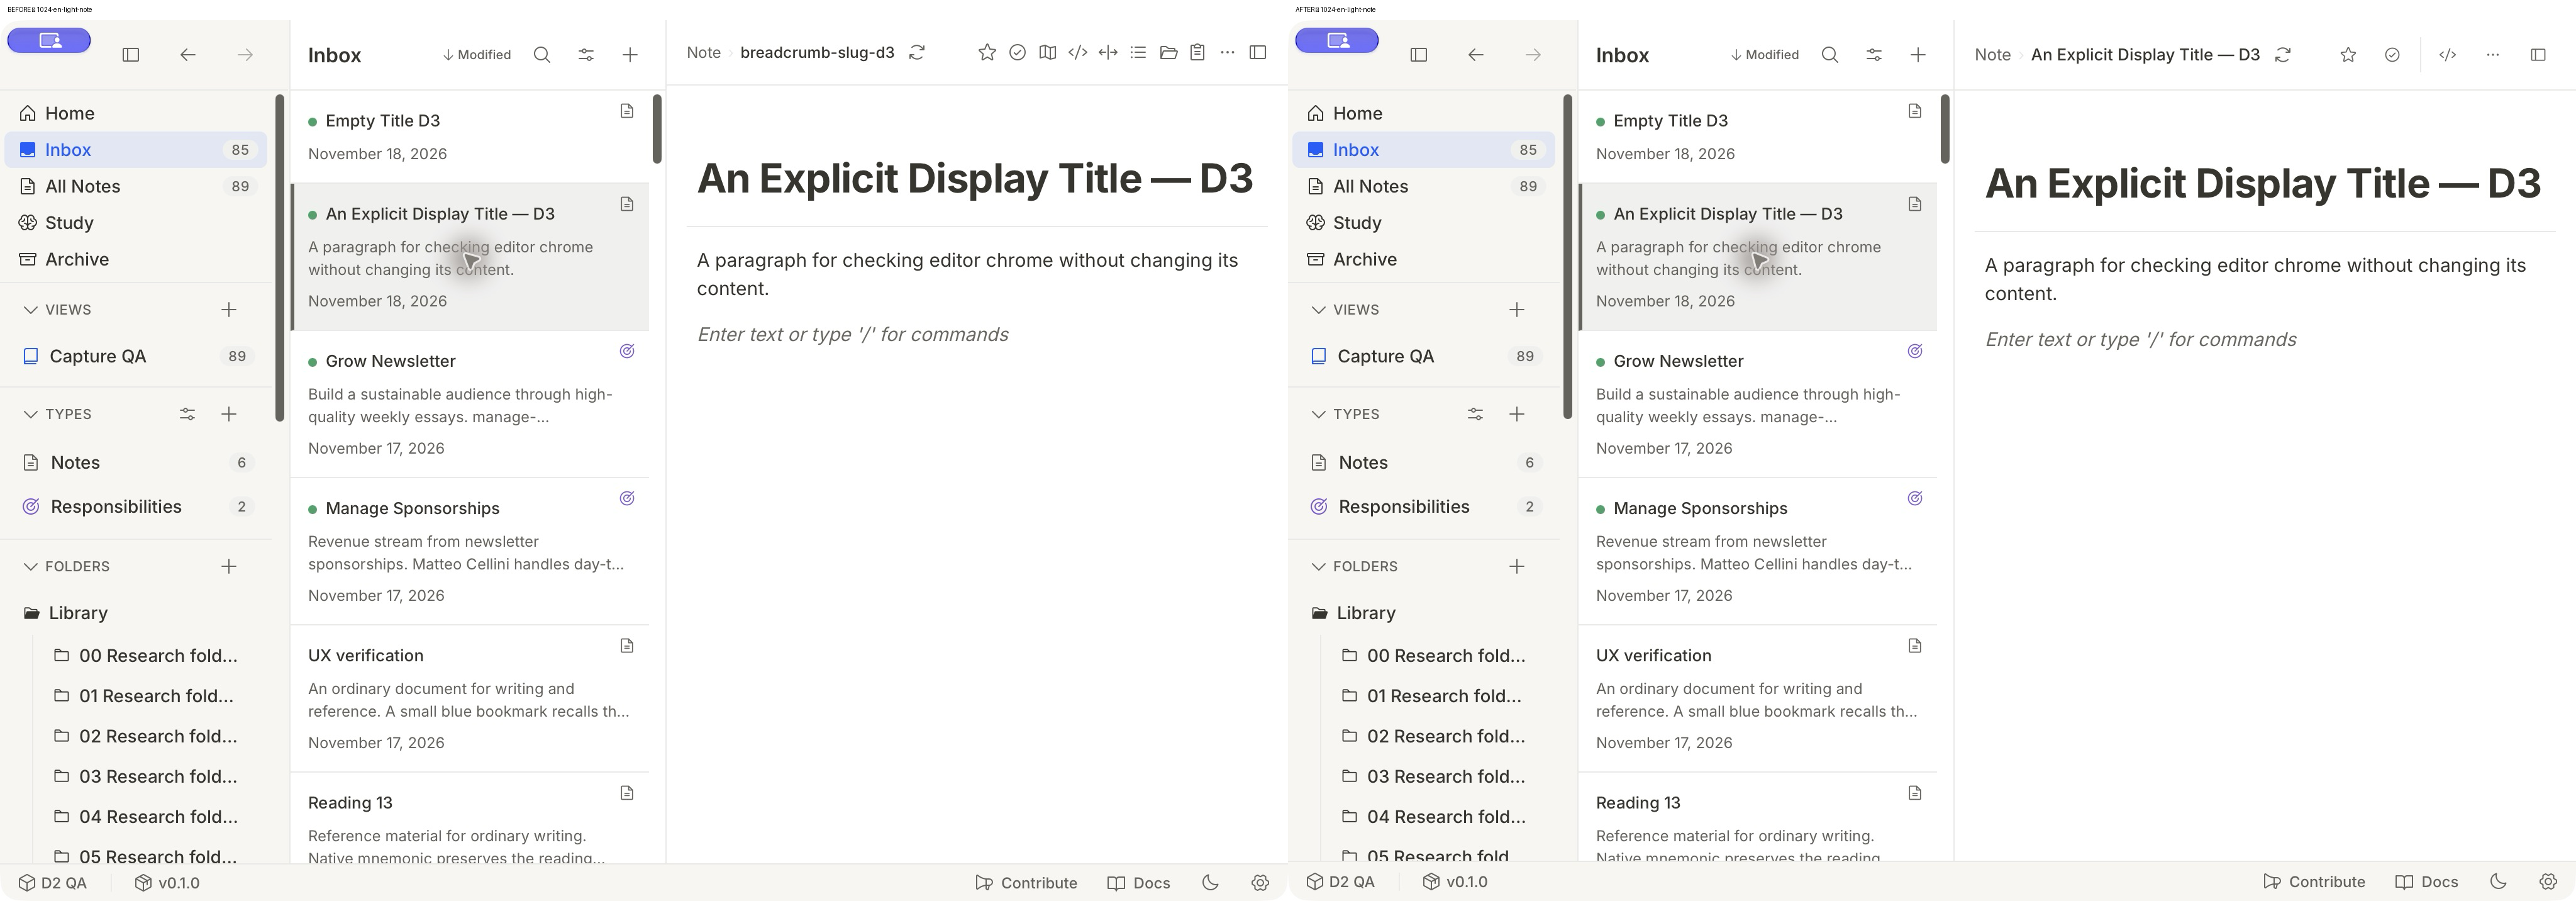 BEFORE 1024-en-light-note
Inbox
Modified
Note › breadcrumb-slug-d3
Home
Inbox 85
All Notes 89
Study
Archive
VIEWS
Capture QA 89
TYPES
Notes 6
Responsibilities 2
FOLDERS
Library
00 Research fold...
01 Research fold...
02 Research fold...
03 Research fold...
04 Research fold...
05 Research fold...
Empty Title D3
November 18, 2026
An Explicit Display Title — D3
A paragraph for checking editor chrome
without changing its content.
November 18, 2026
Grow Newsletter
Build a sustainable audience through high-
quality weekly essays. manage-...
November 17, 2026
Manage Sponsorships
Revenue stream from newsletter
sponsorships. Matteo Cellini handles day-t...
November 17, 2026
UX verification
An ordinary document for writing and
reference. A small blue bookmark recalls th...
November 17, 2026
Reading 13
Reference material for ordinary writing.
Native mnemonic preserves the reading...
An Explicit Display Title — D3
A paragraph for checking editor chrome without changing its
content.
Enter text or type '/' for commands
D2 QA
v0.1.0
Contribute
Docs
AFTER 1024-en-light-note
Inbox
Modified
Note › An Explicit Display Title — D3
Home
Inbox 85
All Notes 89
Study
Archive
VIEWS
Capture QA 89
TYPES
Notes 6
Responsibilities 2
FOLDERS
Library
00 Research fold...
01 Research fold...
02 Research fold...
03 Research fold...
04 Research fold...
05 Research fold
Empty Title D3
November 18, 2026
An Explicit Display Title — D3
A paragraph for checking editor chrome
without changing its content.
November 18, 2026
Grow Newsletter
Build a sustainable audience through high-
quality weekly essays. manage-...
November 17, 2026
Manage Sponsorships
Revenue stream from newsletter
sponsorships. Matteo Cellini handles day-t...
November 17, 2026
UX verification
An ordinary document for writing and
reference. A small blue bookmark recalls th...
November 17, 2026
Reading 13
Reference material for ordinary writing.
Native mnemonic preserves the reading
An Explicit Display Title — D3
A paragraph for checking editor chrome without changing its
content.
Enter text or type '/' for commands
D2 QA
v0.1.0
Contribute
Docs